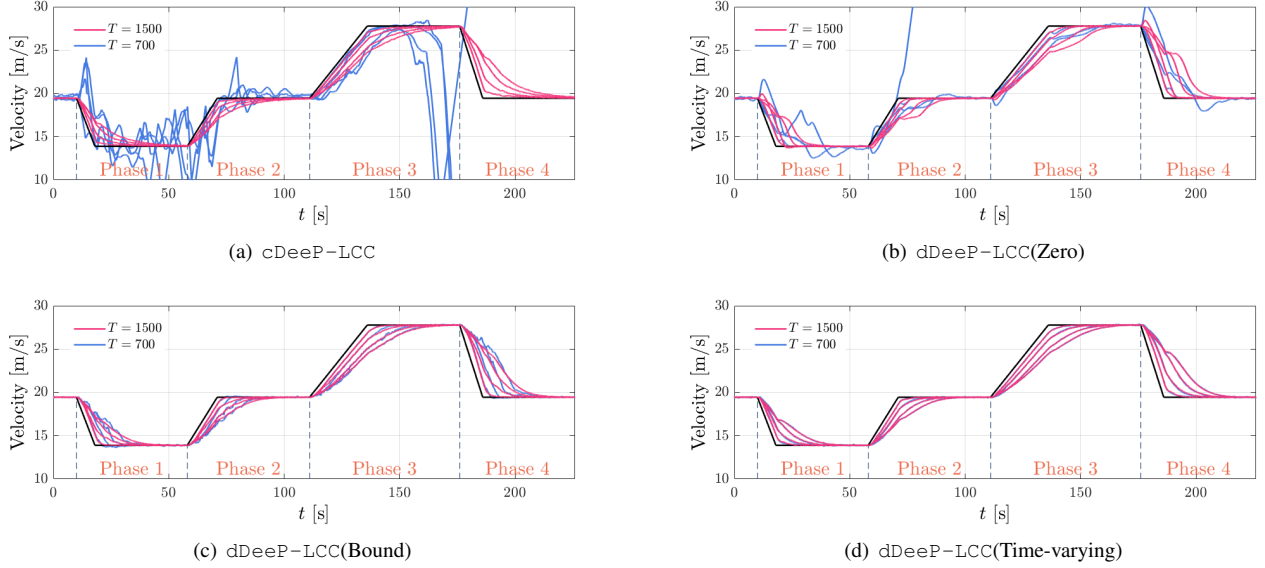 30
25
20
15
10
Velocity [m/s]
T = 1500
T = 700
Phase 1
Phase 2
Phase 3
Phase 4
0
50
100
150
200
t [s]
(a) cDeeP-LCC
30
25
20
15
10
Velocity [m/s]
T = 1500
T = 700
Phase 1
Phase 2
Phase 3
Phase 4
0
50
100
150
200
t [s]
(b) dDeeP-LCC(Zero)
30
25
20
15
10
Velocity [m/s]
T = 1500
T = 700
Phase 1
Phase 2
Phase 3
Phase 4
0
50
100
150
200
t [s]
(c) dDeeP-LCC(Bound)
30
25
20
15
10
Velocity [m/s]
T = 1500
T = 700
Phase 1
Phase 2
Phase 3
Phase 4
0
50
100
150
200
t [s]
(d) dDeeP-LCC(Time-varying)